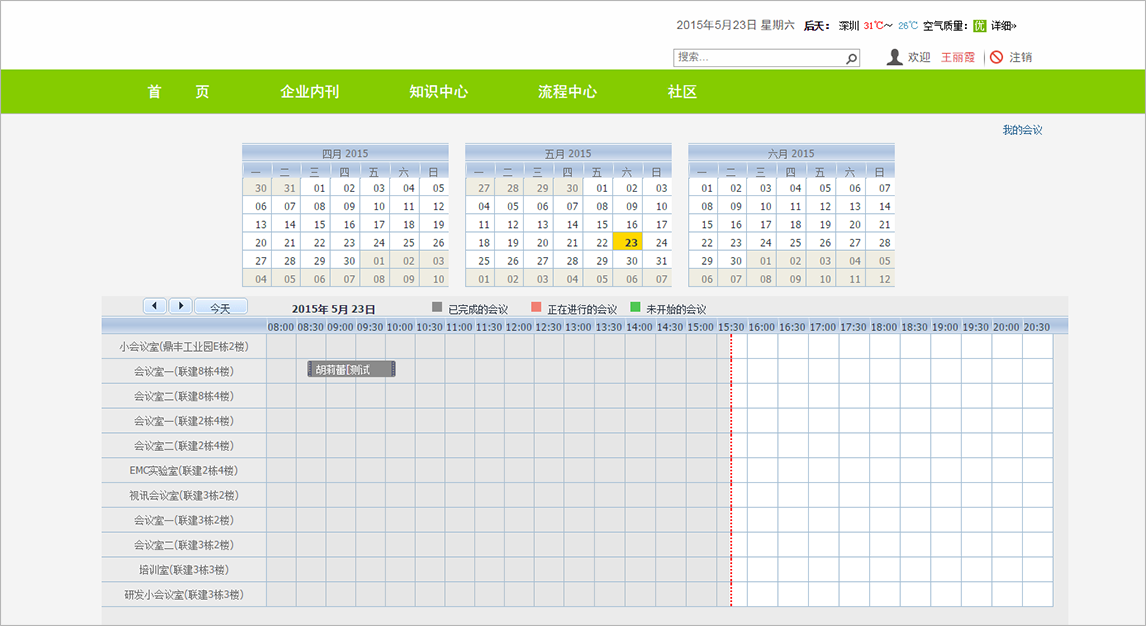 2015年5月23日 星期六 后天： 深圳 31℃～ 26℃ 空气质量： 优 详细»
搜索... 欢迎 王丽霞 注销
首 页 企业内刊 知识中心 流程中心 社区
我的会议
四月 2015
一 二 三 四 五 六 日
30 31 01 02 03 04 05
06 07 08 09 10 11 12
13 14 15 16 17 18 19
20 21 22 23 24 25 26
27 28 29 30 01 02 03
04 05 06 07 08 09 10
五月 2015
一 二 三 四 五 六 日
27 28 29 30 01 02 03
04 05 06 07 08 09 10
11 12 13 14 15 16 17
18 19 20 21 22 23 24
25 26 27 28 29 30 31
01 02 03 04 05 06 07
六月 2015
一 二 三 四 五 六 日
01 02 03 04 05 06 07
08 09 10 11 12 13 14
15 16 17 18 19 20 21
22 23 24 25 26 27 28
29 30 01 02 03 04 05
06 07 08 09 10 11 12
今天 2015年 5月 23日 已完成的会议 正在进行的会议 未开始的会议
08:00 08:30 09:00 09:30 10:00 10:30 11:00 11:30 12:00 12:30 13:00 13:30 14:00 14:30 15:00 15:30 16:00 16:30 17:00 17:30 18:00 18:30 19:00 19:30 20:00 20:30
小会议室(鼎丰工业园E栋2楼)
会议室一(联建8栋4楼) 胡莉蕃[测试
会议室二(联建8栋4楼)
会议室一(联建2栋4楼)
会议室二(联建2栋4楼)
EMC实验室(联建2栋4楼)
视讯会议室(联建3栋2楼)
会议室一(联建3栋2楼)
会议室二(联建3栋2楼)
培训室(联建3栋3楼)
研发小会议室(联建3栋3楼)